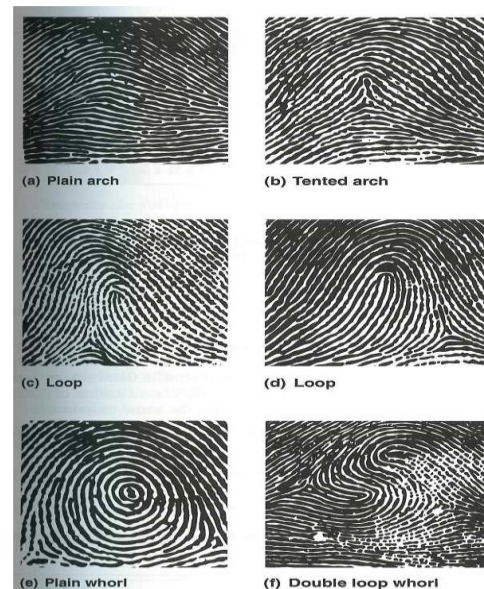 (a) Plain arch
(b) Tented arch
(c) Loop
(d) Loop
(e) Plain whorl
(f) Double loop whorl